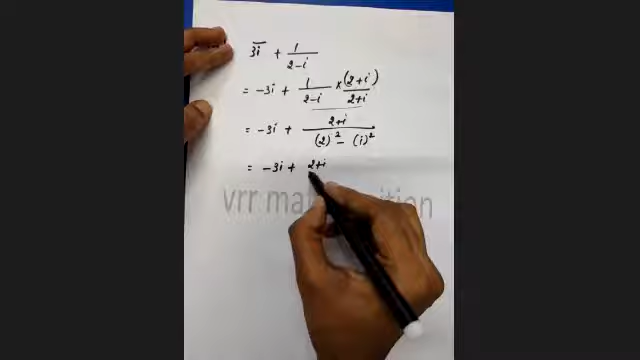 3i̅ + 1/(2-i)
= -3i + 1/(2-i) × (2+i)/(2+i)
= -3i + (2+i)/((2)² - (i)²)
= -3i + 2+i